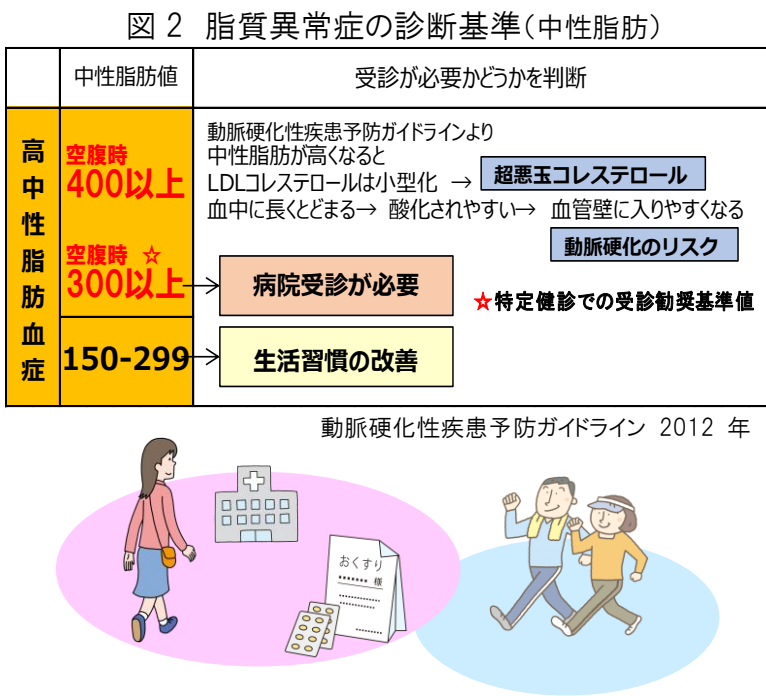 図2 脂質異常症の診断基準(中性脂肪)
中性脂肪値
受診が必要かどうかを判断
高中性脂肪血症
空腹時
400以上
空腹時 ☆
300以上
150-299
動脈硬化性疾患予防ガイドラインより
中性脂肪が高くなると
LDLコレステロールは小型化 → 超悪玉コレステロール
血中に長くとどまる→ 酸化されやすい→ 血管壁に入りやすくなる
動脈硬化のリスク
病院受診が必要
☆特定健診での受診勧奨基準値
生活習慣の改善
動脈硬化性疾患予防ガイドライン 2012 年
おくすり
様